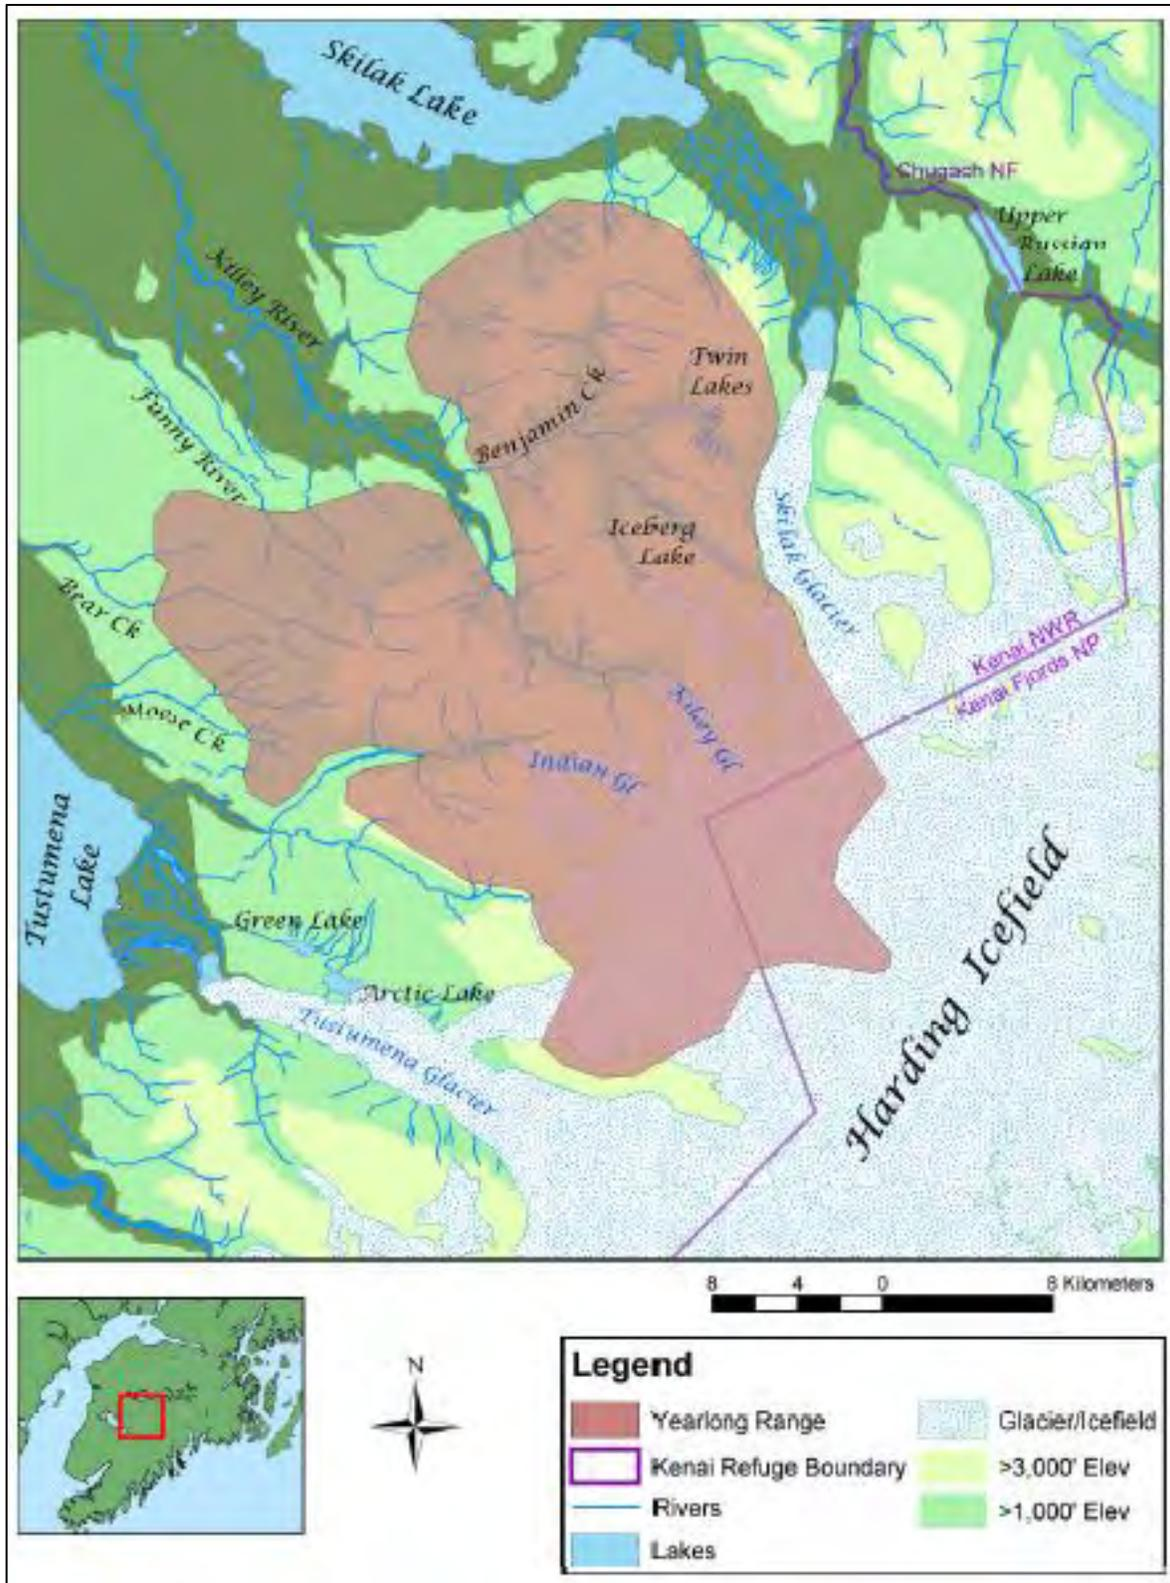 Skilak Lake
Chugach NF
Upper
Russian
Lake
Killey River
Twin
Lakes
Benjamin Ck
Funny River
Skilak Glacier
Iceberg
Lake
Bear Ck
Kenai NWR
Kenai Fjords NP
Moose Ck
Killey Gl
Indian Gl
Tustumena
Lake
Green Lake
Harding Icefield
Arctic Lake
Tustumena Glacier
8 4 0 8 Kilometers
N
Legend
Yearlong Range
Glacier/Icefield
Kenai Refuge Boundary
>3,000' Elev
Rivers
>1,000' Elev
Lakes